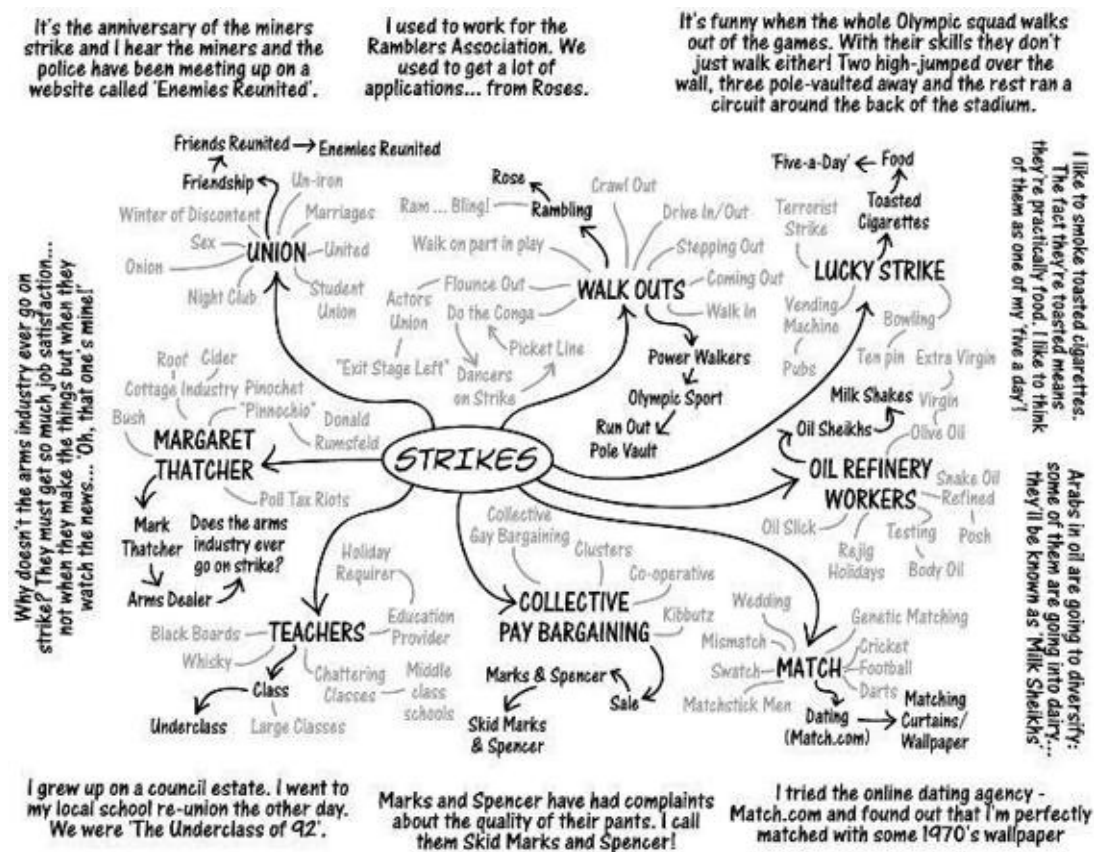 It's the anniversary of the miners
strike and I hear the miners and the
police have been meeting up on a
website called 'Enemies Reunited'.
I used to work for the
Ramblers Association. We
used to get a lot of
applications... from Roses.
It's funny when the whole Olympic squad walks
out of the games. With their skills they don't
just walk either! Two high-jumped over the
wall, three pole-vaulted away and the rest ran a
circuit around the back of the stadium.
I like to smoke toasted cigarettes.
The fact they're toasted means
they're practically food. I like to think
of them as one of my 'five a day'!
Arabs in oil are going to diversify:
some of them are going into dairy...
they'll be known as 'Milk Sheikhs'
Why doesn't the arms industry ever go on
strike? They must get so much job satisfaction...
not when they make the things but when they
watch the news... 'Oh, that one's mine!'
STRIKES
UNION
Friendship
Friends Reunited
Enemies Reunited
Un-iron
Marriages
United
Student
Union
Night Club
Onion
Sex
Winter of Discontent
WALK OUTS
Rambling
Rose
Ram ... Bling!
Crawl Out
Drive In/Out
Stepping Out
Coming Out
Walk In
Walk on part in play
Flounce Out
Actors
Union
"Exit Stage Left"
Do the Conga
Dancers
on Strike
Picket Line
Power Walkers
Olympic Sport
Run Out
Pole Vault
LUCKY STRIKE
Toasted
Cigarettes
Food
'Five-a-Day'
Terrorist
Strike
Vending
Machine
Pubs
Bowling
Ten pin
OIL REFINERY
WORKERS
Oil Sheikhs
Milk Shakes
Extra Virgin
Virgin
Olive Oil
Snake Oil
Refined
Posh
Testing
Body Oil
Rejig
Holidays
Oil Slick
MARGARET
THATCHER
Roof
Cider
Cottage Industry
Bush
Pinochet
"Pinnochio"
Donald
Rumsfeld
Poll Tax Riots
Mark
Thatcher
Arms Dealer
Does the arms
industry ever
go on strike?
TEACHERS
Holiday
Requirer
Education
Provider
Black Boards
Whisky
Class
Underclass
Large Classes
Chattering
Classes
Middle
class
schools
COLLECTIVE
PAY BARGAINING
Collective
Gay Bargaining
Clusters
Co-operative
Kibbutz
Sale
Marks & Spencer
Skid Marks
& Spencer
MATCH
Wedding
Mismatch
Swatch
Matchstick Men
Genetic Matching
Cricket
Football
Darts
Dating
(Match.com)
Matching
Curtains/
Wallpaper
I grew up on a council estate. I went to
my local school re-union the other day.
We were 'The Underclass of 92'.
Marks and Spencer have had complaints
about the quality of their pants. I call
them Skid Marks and Spencer!
I tried the online dating agency -
Match.com and found out that I'm perfectly
matched with some 1970's wallpaper